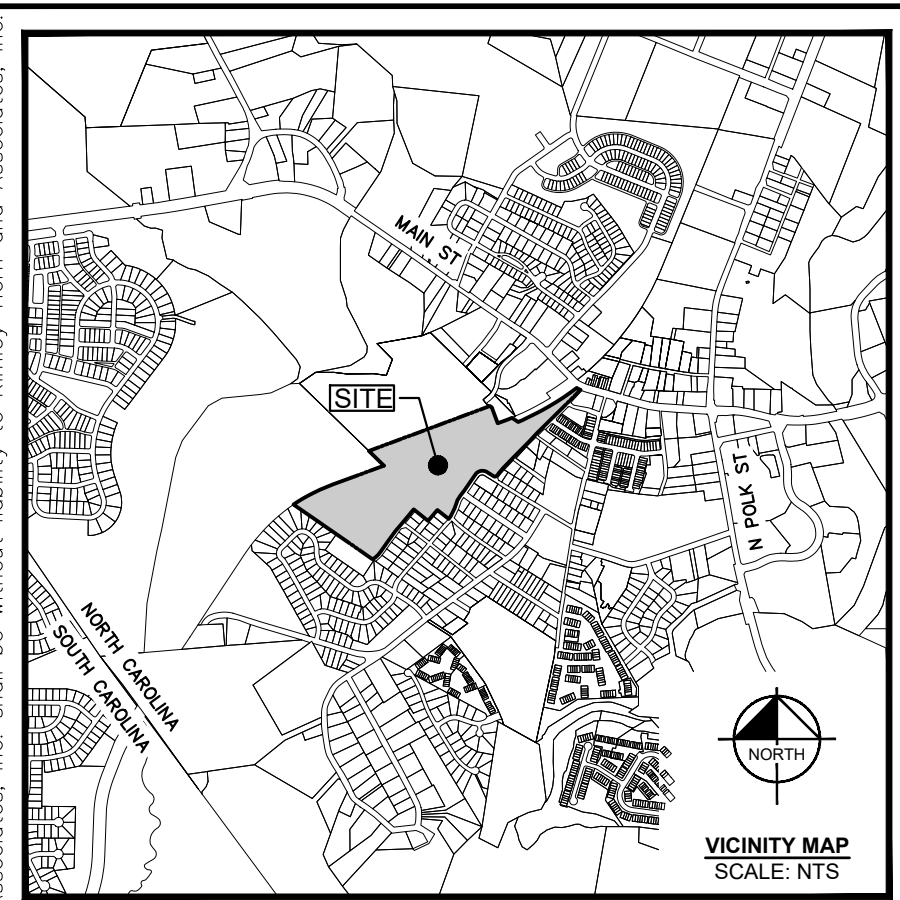 MAIN ST
SITE
N POLK ST
NORTH CAROLINA
SOUTH CAROLINA
NORTH
VICINITY MAP
SCALE: NTS